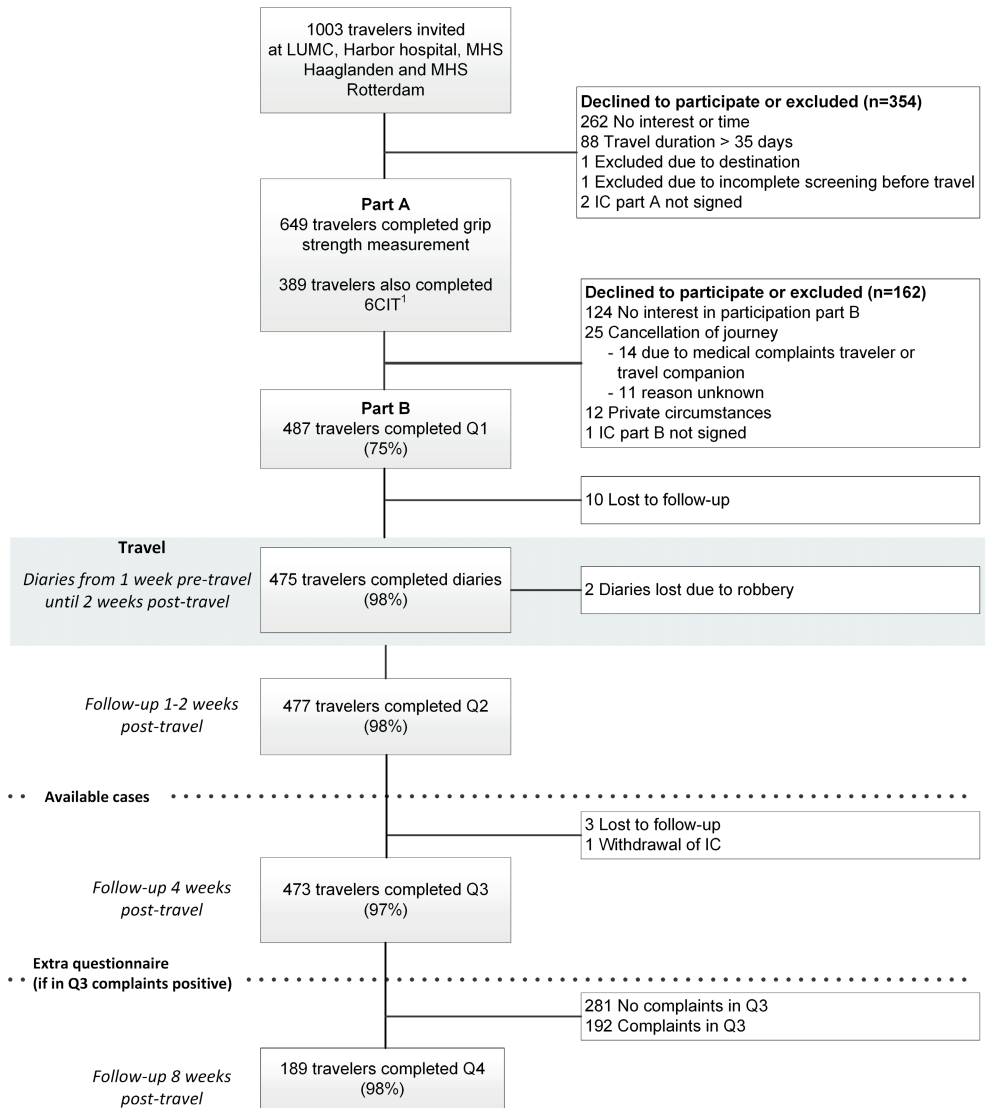 1003 travelers invited
at LUMC, Harbor hospital, MHS
Haaglanden and MHS
Rotterdam
Declined to participate or excluded (n=354)
262 No interest or time
88 Travel duration > 35 days
1 Excluded due to destination
1 Excluded due to incomplete screening before travel
2 IC part A not signed
Part A
649 travelers completed grip
strength measurement
389 travelers also completed
6CIT¹
Declined to participate or excluded (n=162)
124 No interest in participation part B
25 Cancellation of journey
- 14 due to medical complaints traveler or
travel companion
- 11 reason unknown
12 Private circumstances
1 IC part B not signed
Part B
487 travelers completed Q1
(75%)
10 Lost to follow-up
Travel
Diaries from 1 week pre-travel
until 2 weeks post-travel
475 travelers completed diaries
(98%)
2 Diaries lost due to robbery
Follow-up 1-2 weeks
post-travel
477 travelers completed Q2
(98%)
Available cases
3 Lost to follow-up
1 Withdrawal of IC
Follow-up 4 weeks
post-travel
473 travelers completed Q3
(97%)
Extra questionnaire
(if in Q3 complaints positive)
281 No complaints in Q3
192 Complaints in Q3
Follow-up 8 weeks
post-travel
189 travelers completed Q4
(98%)